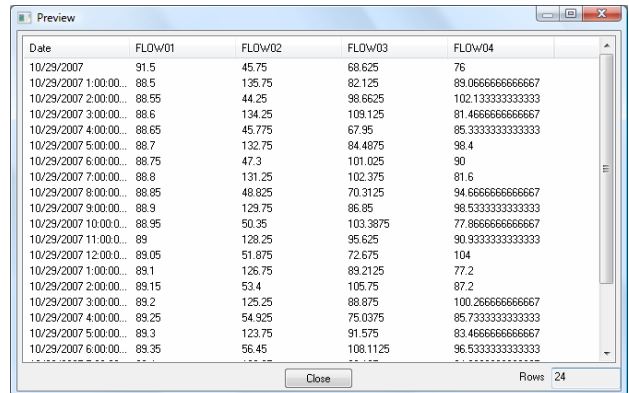 Preview
Date FLOW01 FLOW02 FLOW03 FLOW04
10/29/2007 91.5 45.75 68.625 76
10/29/2007 1:00:00... 88.5 135.75 82.125 89.0666666666667
10/29/2007 2:00:00... 88.55 44.25 98.6625 102.133333333333
10/29/2007 3:00:00... 88.6 134.25 109.125 81.4666666666667
10/29/2007 4:00:00... 88.65 45.775 67.95 85.3333333333333
10/29/2007 5:00:00... 88.7 132.75 84.4875 98.4
10/29/2007 6:00:00... 88.75 47.3 101.025 90
10/29/2007 7:00:00... 88.8 131.25 102.375 81.6
10/29/2007 8:00:00... 88.85 48.825 70.3125 94.6666666666667
10/29/2007 9:00:00... 88.9 129.75 86.85 98.5333333333333
10/29/2007 10:00:0... 88.95 50.35 103.3875 77.8666666666667
10/29/2007 11:00:0... 89 128.25 95.625 90.9333333333333
10/29/2007 12:00:0... 89.05 51.875 72.675 104
10/29/2007 1:00:00... 89.1 126.75 89.2125 77.2
10/29/2007 2:00:00... 89.15 53.4 105.75 87.2
10/29/2007 3:00:00... 89.2 125.25 88.875 100.266666666667
10/29/2007 4:00:00... 89.25 54.925 75.0375 85.7333333333333
10/29/2007 5:00:00... 89.3 123.75 91.575 83.4666666666667
10/29/2007 6:00:00... 89.35 56.45 108.1125 96.5333333333333
Close Rows 24